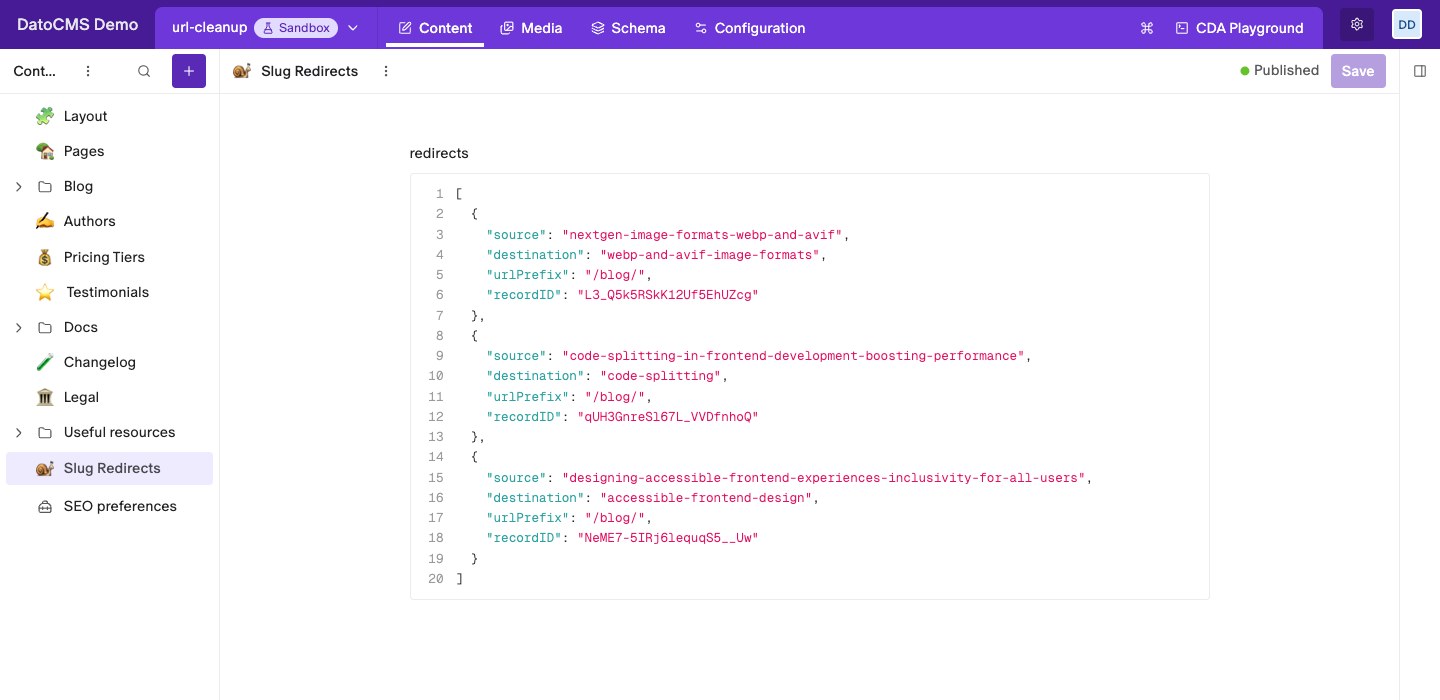 DatoCMS Demo
url-cleanup Sandbox
Content
Media
Schema
Configuration
CDA Playground
DD
Cont...
Slug Redirects
Published
Save
Layout
Pages
Blog
Authors
Pricing Tiers
Testimonials
Docs
Changelog
Legal
Useful resources
Slug Redirects
SEO preferences
redirects
1 [
2 {
3 "source": "nextgen-image-formats-webp-and-avif",
4 "destination": "webp-and-avif-image-formats",
5 "urlPrefix": "/blog/",
6 "recordID": "L3_Q5k5RSkK12Uf5EhUZcg"
7 },
8 {
9 "source": "code-splitting-in-frontend-development-boosting-performance",
10 "destination": "code-splitting",
11 "urlPrefix": "/blog/",
12 "recordID": "qUH3GnreSl67L_VVDfnhoQ"
13 },
14 {
15 "source": "designing-accessible-frontend-experiences-inclusivity-for-all-users",
16 "destination": "accessible-frontend-design",
17 "urlPrefix": "/blog/",
18 "recordID": "NeME7-5IRj6lequqS5__Uw"
19 }
20 ]